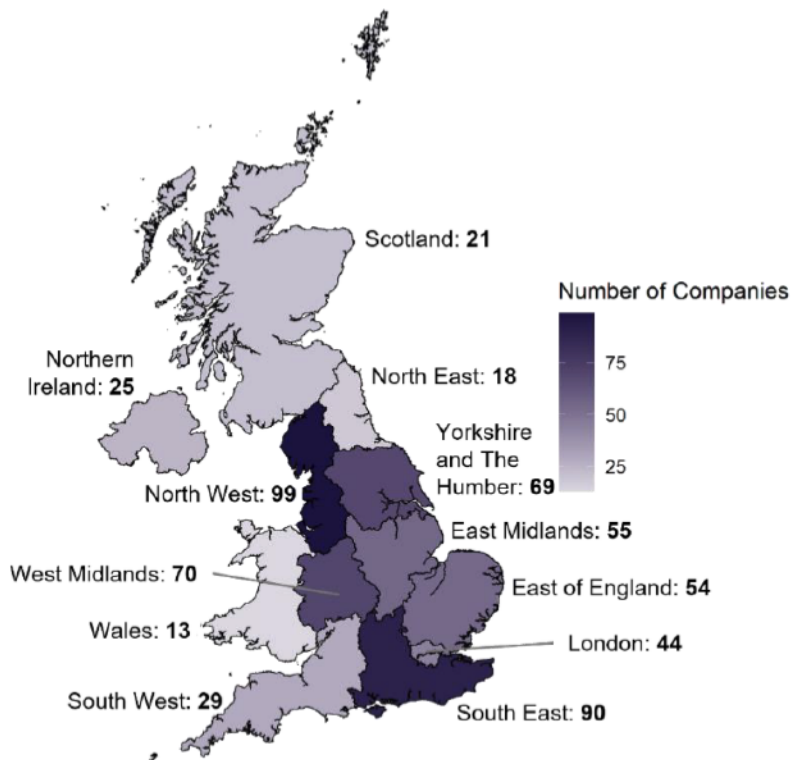 Scotland: 21
Number of Companies
75
50
25
Northern
Ireland: 25
North East: 18
Yorkshire
and The
Humber: 69
North West: 99
East Midlands: 55
West Midlands: 70
East of England: 54
Wales: 13
London: 44
South West: 29
South East: 90